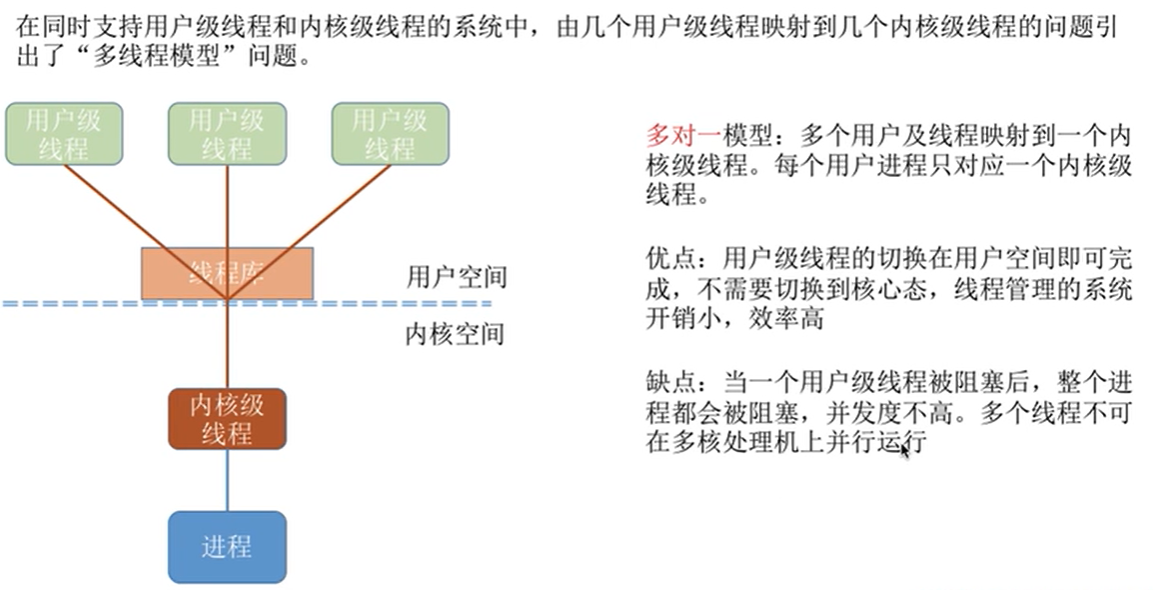 在同时支持用户级线程和内核级线程的系统中，由几个用户级线程映射到几个内核级线程的问题引
出了“多线程模型”问题。
用户级
线程
用户级
线程
用户级
线程
线程库
用户空间
内核空间
内核级
线程
进程
多对一模型：多个用户及线程映射到一个内
核级线程。每个用户进程只对应一个内核级
线程。
优点：用户级线程的切换在用户空间即可完
成，不需要切换到核心态，线程管理的系统
开销小，效率高
缺点：当一个用户级线程被阻塞后，整个进
程都会被阻塞，并发度不高。多个线程不可
在多核处理机上并行运行